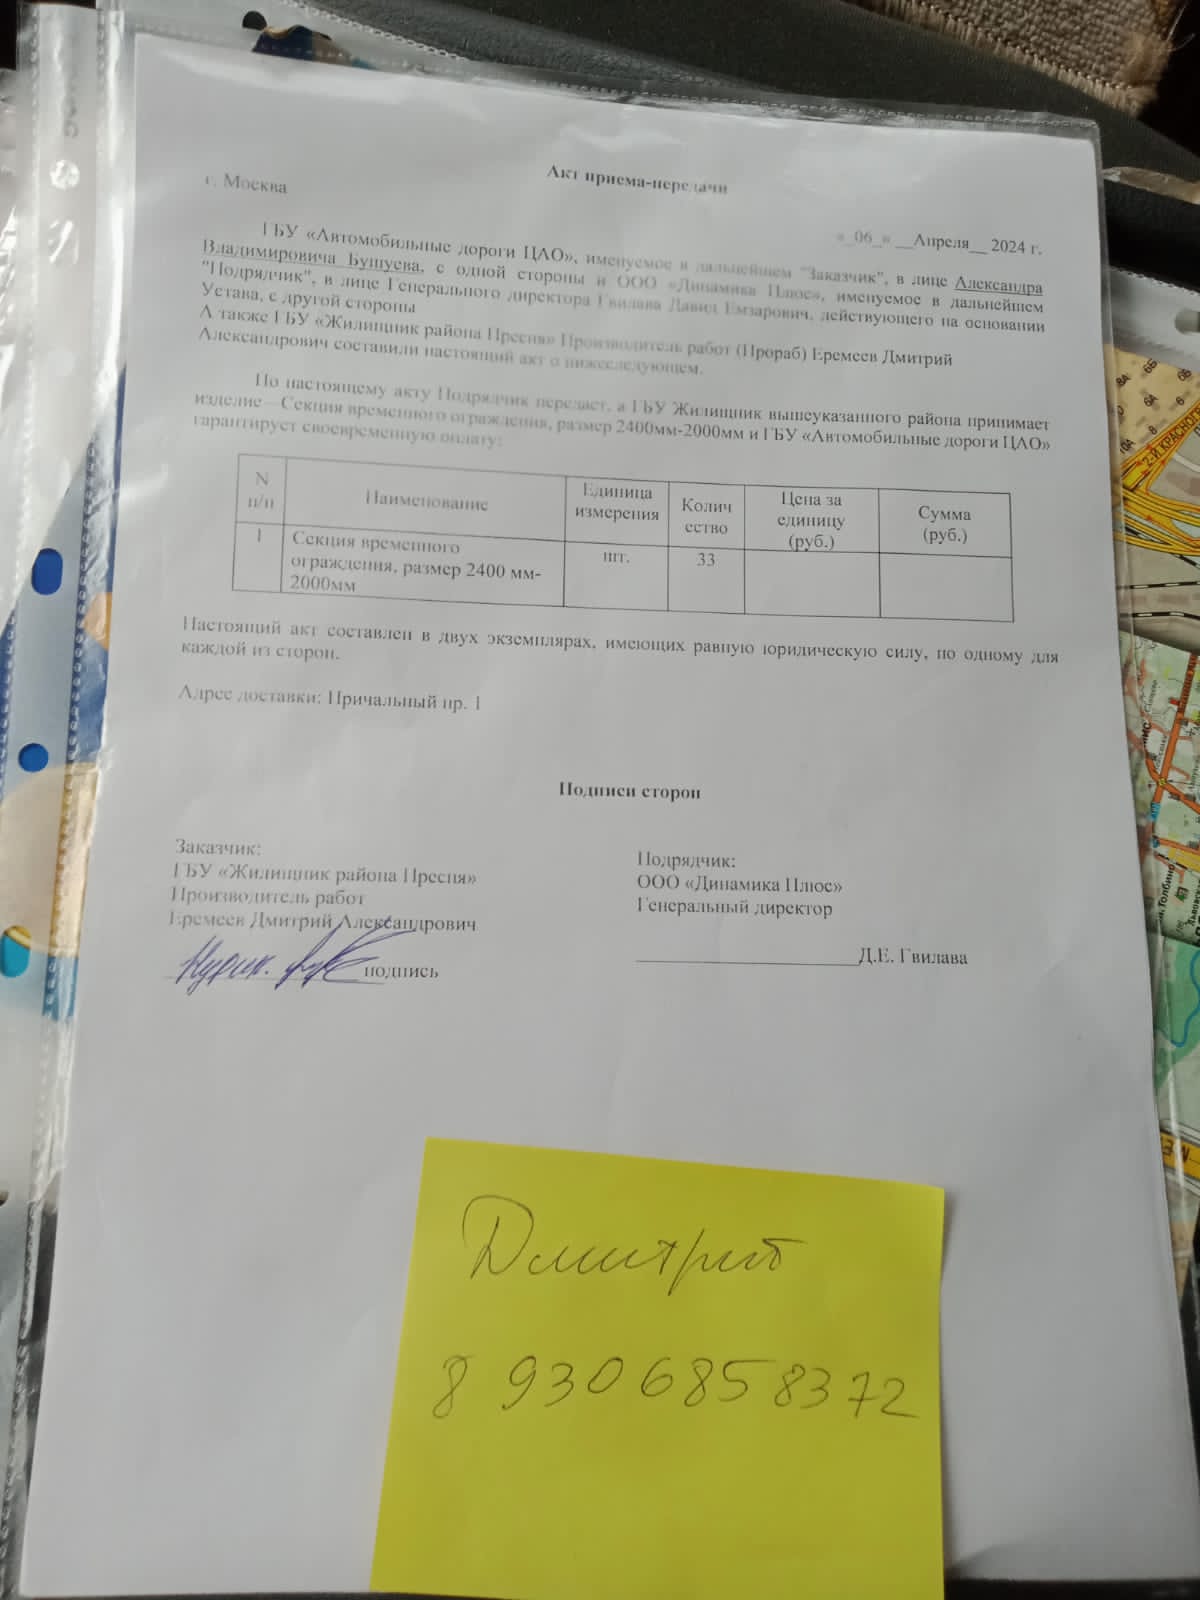 Акт приема-передачи
г. Москва
«_06_» __Апреля__ 2024 г.
ГБУ «Автомобильные дороги ЦАО», именуемое в дальнейшем "Заказчик", в лице Александра
Владимировича Бушуева, с одной стороны и ООО «Динамика Плюс», именуемое в дальнейшем
"Подрядчик", в лице Генерального директора Гвилава Давид Емзарович, действующего на основании
Устава, с другой стороны
А также ГБУ «Жилищник района Пресня» Производитель работ (Прораб) Еремеев Дмитрий
Александрович составили настоящий акт о нижеследующем.
По настоящему акту Подрядчик передаст, а ГБУ Жилищник вышеуказанного района принимает
изделие – Секция временного ограждения, размер 2400мм-2000мм и ГБУ «Автомобильные дороги ЦАО»
гарантирует своевременную оплату:
N п/п Наименование Единица измерения Колич ество Цена за единицу (руб.) Сумма (руб.)
1 Секция временного шт. 33
ограждения, размер 2400 мм-
2000мм
Настоящий акт составлен в двух экземплярах, имеющих равную юридическую силу, по одному для
каждой из сторон.
Адрес доставки: Причальный пр. 1
Подписи сторон
Заказчик:
ГБУ «Жилищник района Пресня»
Производитель работ
Еремеев Дмитрий Александрович
подпись
Подрядчик:
ООО «Динамика Плюс»
Генеральный директор
____________________Д.Е. Гвилава
Дмитрий
8 930 685 8372